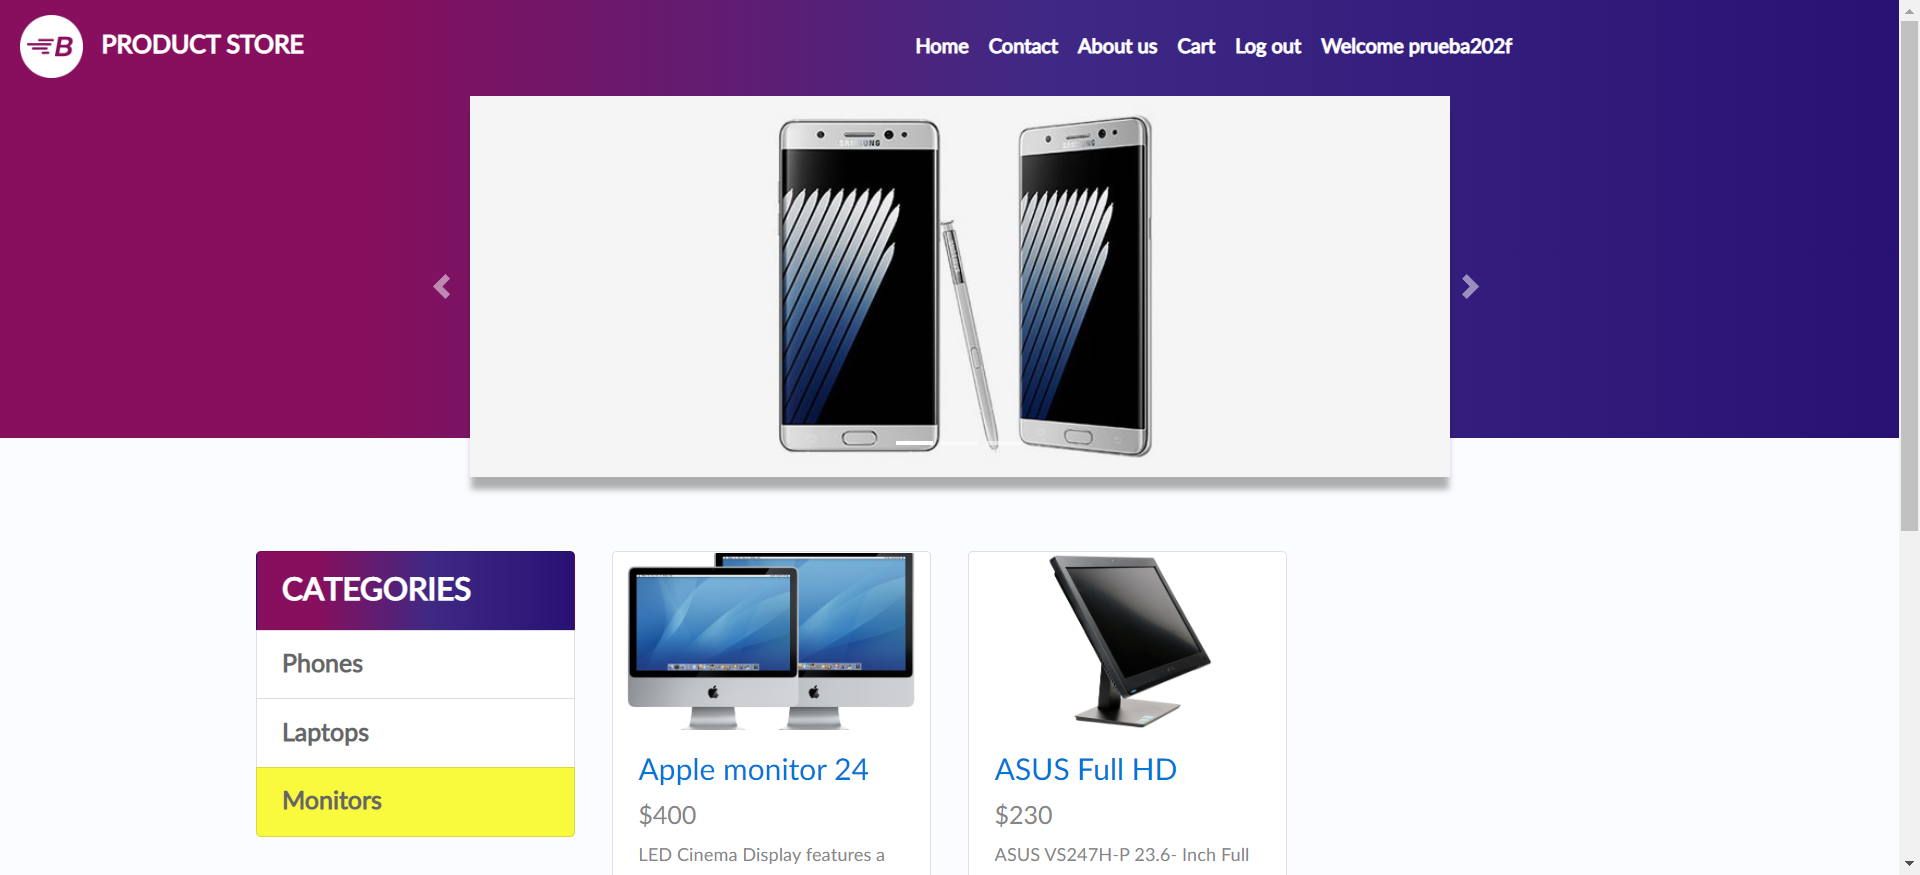 B PRODUCT STORE
Home Contact About us Cart Log out Welcome prueba202f
SAMSUNG
CATEGORIES
Phones
Laptops
Monitors
Apple monitor 24
$400
LED Cinema Display features a
ASUS Full HD
$230
ASUS VS247H-P 23.6- Inch Full